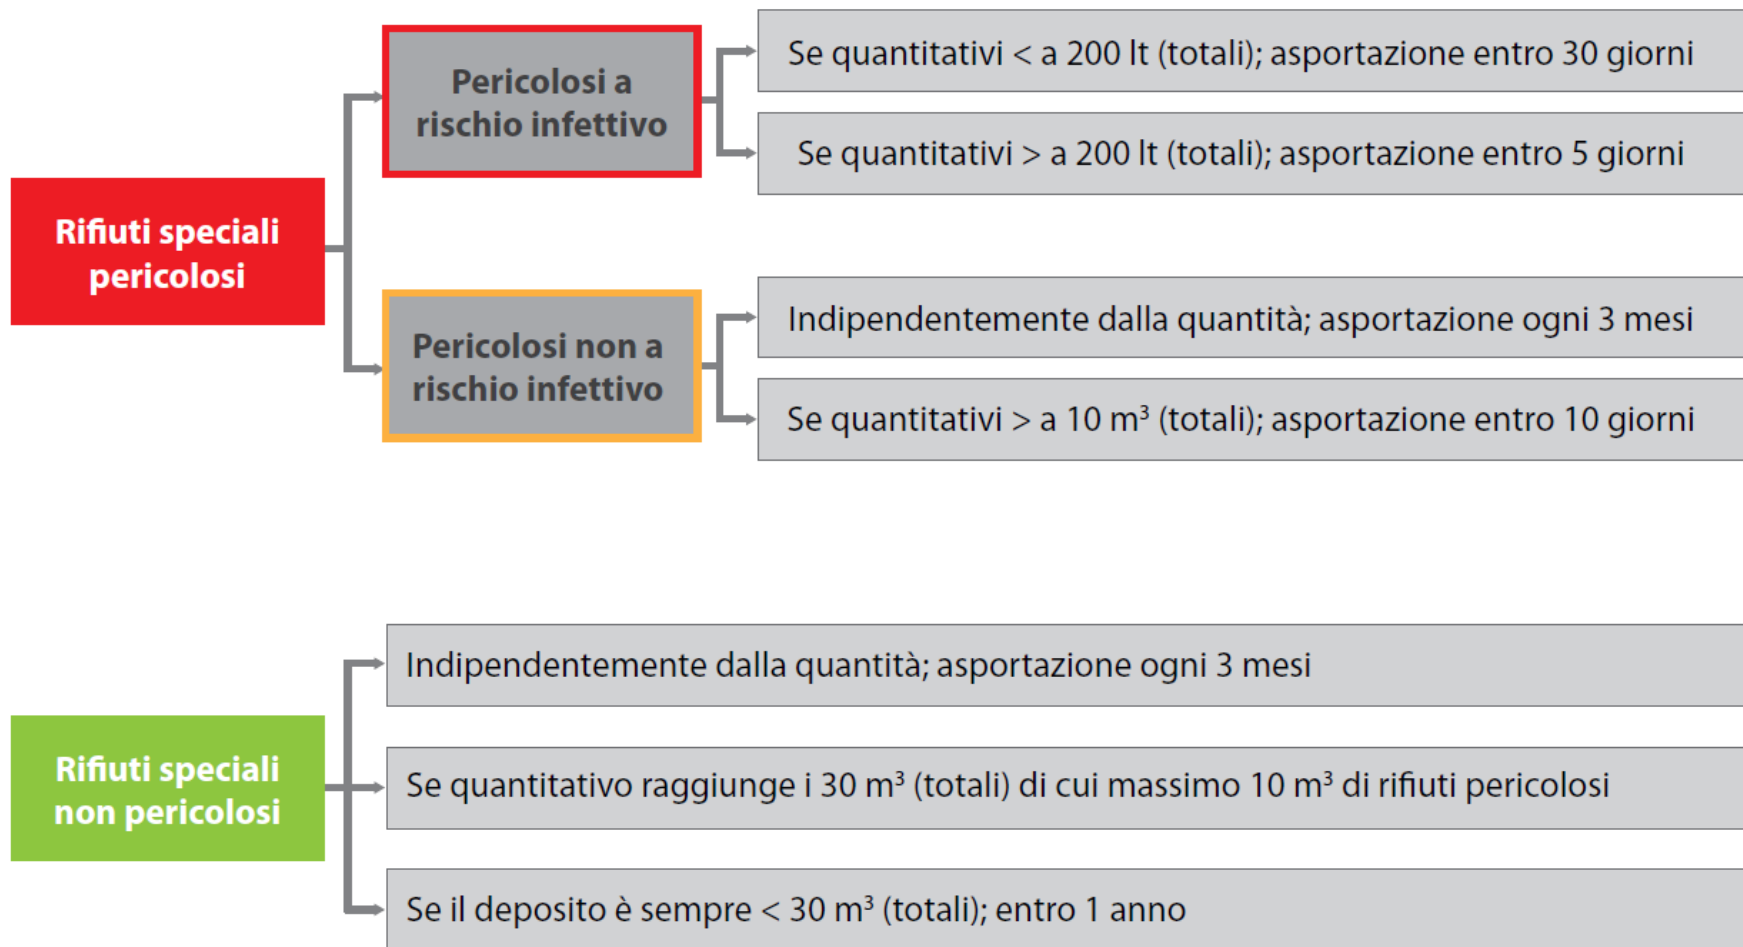 Rifiuti speciali
pericolosi
Pericolosi a
rischio infettivo
Se quantitativi < a 200 lt (totali); asportazione entro 30 giorni
Se quantitativi > a 200 lt (totali); asportazione entro 5 giorni
Pericolosi non a
rischio infettivo
Indipendentemente dalla quantità; asportazione ogni 3 mesi
Se quantitativi > a 10 m³ (totali); asportazione entro 10 giorni
Rifiuti speciali
non pericolosi
Indipendentemente dalla quantità; asportazione ogni 3 mesi
Se quantitativo raggiunge i 30 m³ (totali) di cui massimo 10 m³ di rifiuti pericolosi
Se il deposito è sempre < 30 m³ (totali); entro 1 anno